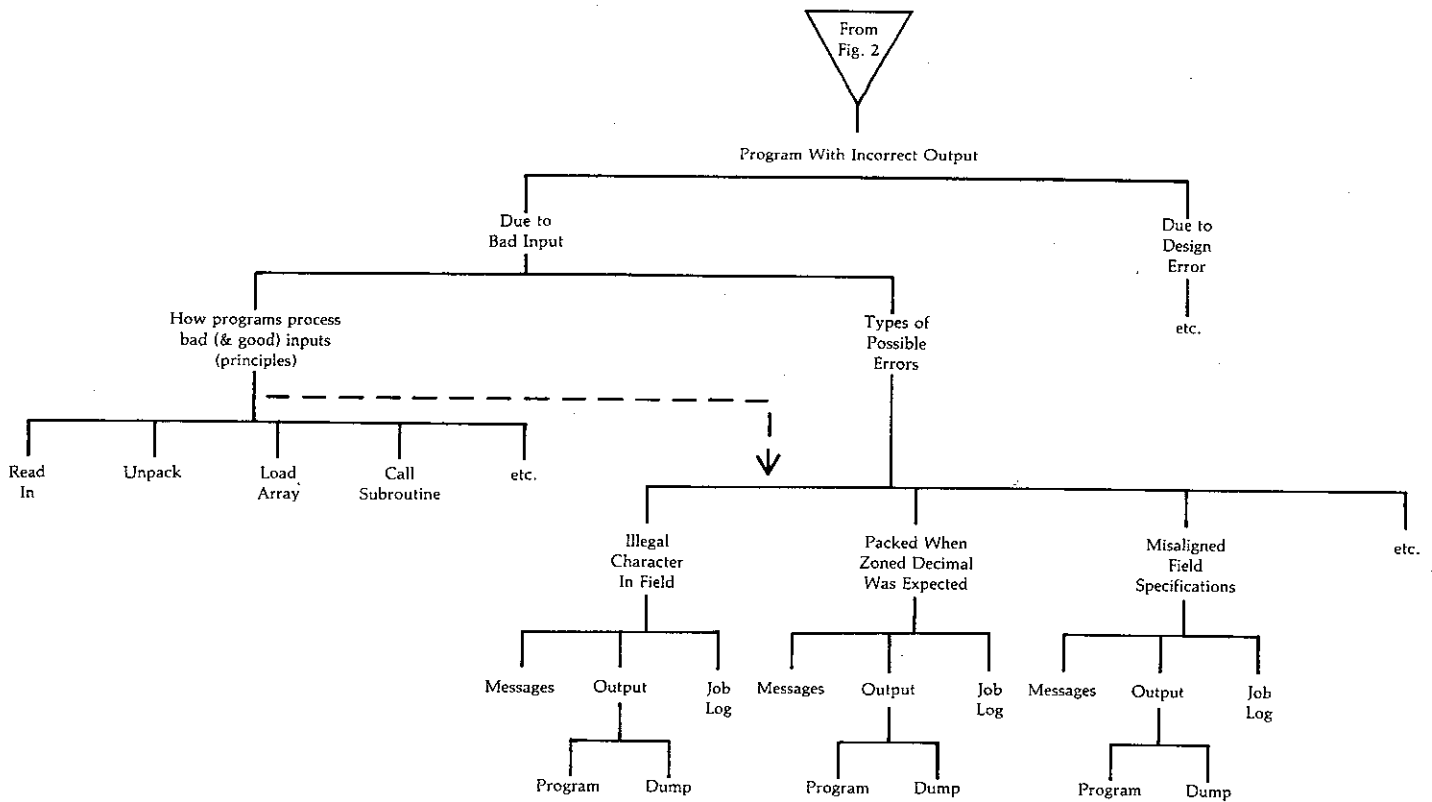 From
Fig. 2
Program With Incorrect Output
Due to
Bad Input
Due to
Design
Error
etc.
How programs process
bad (& good) inputs
(principles)
Types of
Possible
Errors
Read
In
Unpack
Load
Array
Call
Subroutine
etc.
Illegal
Character
In Field
Packed When
Zoned Decimal
Was Expected
Misaligned
Field
Specifications
etc.
Messages
Output
Job
Log
Messages
Output
Job
Log
Messages
Output
Job
Log
Program
Dump
Program
Dump
Program
Dump